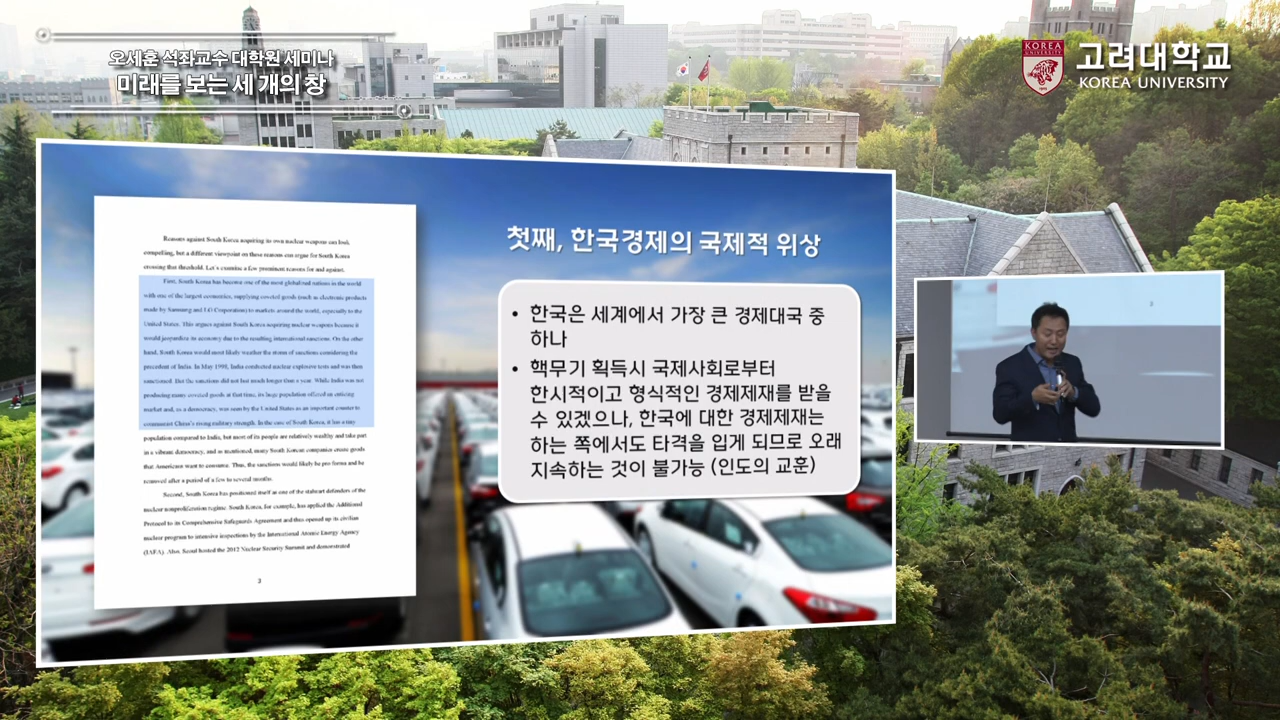 오세훈 석좌교수 대학원 세미나
미래를 보는 세 개의 창
KOREA
UNIVERSITY
고려대학교
KOREA UNIVERSITY
Reasons against South Korea acquiring its own nuclear weapons can look
compelling, but a different viewpoint on these reasons can argue for South Korea
crossing that threshold. Let's examine a few prominent reasons for and against.
First, South Korea has become one of the most globalized nations in the world
with one of the largest economies, supplying coveted goods (such as electronic products
made by Samsung and LG Corporation) to markets around the world, especially to the
United States. This argues against South Korea acquiring nuclear weapons because it
would jeopardize its economy due to the resulting international sanctions. On the other
hand, South Korea would most likely weather the storm of sanctions considering the
precedent of India. In May 1998, India conducted nuclear explosive tests and was then
sanctioned. But the sanctions did not last much longer than a year. While India was not
producing many coveted goods at that time, its large population offered an enticing
market and, as a democracy, was seen by the United States as an important counter to
communist China's rising military strength. In the case of South Korea, it has a tiny
population compared to India, but most of its people are relatively wealthy and take part
in a vibrant democracy, and as mentioned, many South Korean companies create goods
that Americans want to consume. Thus, the sanctions would likely be pro forma and be
removed after a period of a few to several months.
Second, South Korea has positioned itself as one of the stalwart defenders of the
nuclear nonproliferation regime. South Korea, for example, has applied the Additional
Protocol to its Comprehensive Safeguards Agreement and thus opened up its civilian
nuclear program to intensive inspections by the International Atomic Energy Agency
(IAEA). Also, Seoul hosted the 2012 Nuclear Security Summit and demonstrated
3
첫째, 한국경제의 국제적 위상
• 한국은 세계에서 가장 큰 경제대국 중
하나
• 핵무기 획득시 국제사회로부터
한시적이고 형식적인 경제제재를 받을
수 있겠으나, 한국에 대한 경제제재는
하는 쪽에서도 타격을 입게 되므로 오래
지속하는 것이 불가능 (인도의 교훈)